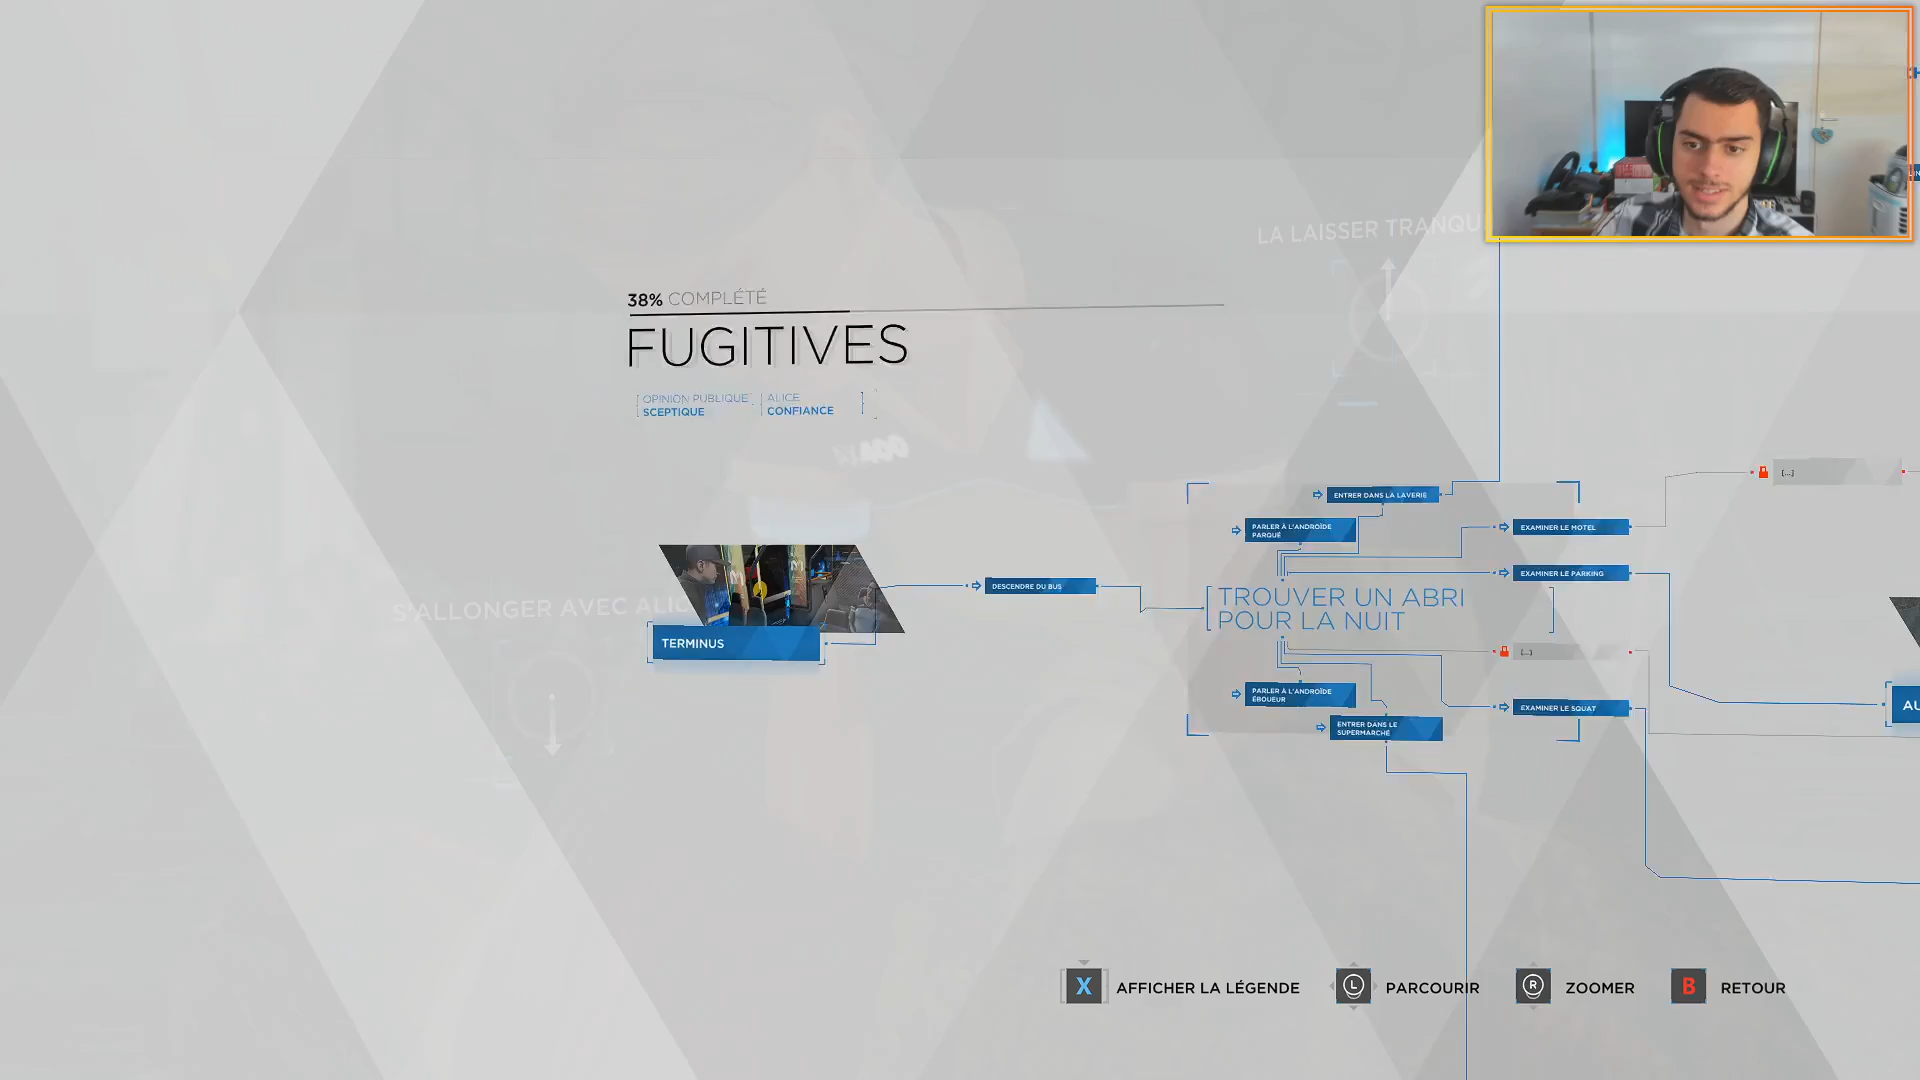 LA LAISSER TRANQU
38% COMPLÉTÉ
FUGITIVES
OPINION PUBLIQUE
SCEPTIQUE
ALICE
CONFIANCE
[...]
ENTRER DANS LA LAVERIE
PARLER À L'ANDROÏDE
PARQUÉ
EXAMINER LE MOTEL
EXAMINER LE PARKING
DESCENDRE DU BUS
TROUVER UN ABRI
POUR LA NUIT
S'ALLONGER AVEC ALIC
TERMINUS
[...]
PARLER À L'ANDROÏDE
ÉBOUEUR
EXAMINER LE SQUAT
AU
ENTRER DANS LE
SUPERMARCHÉ
X AFFICHER LA LÉGENDE
L PARCOURIR
R ZOOMER
B RETOUR